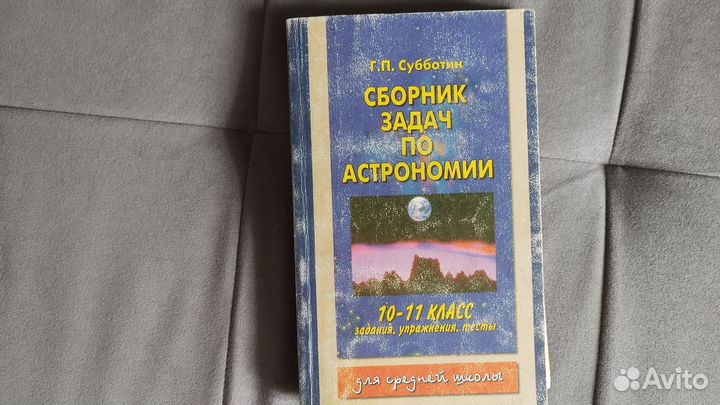 Г.П. Субботин
СБОРНИК
ЗАДАЧ
ПО
АСТРОНОМИИ
10-11 КЛАСС
задания, упражнения, тесты.
для средней школы
Avito